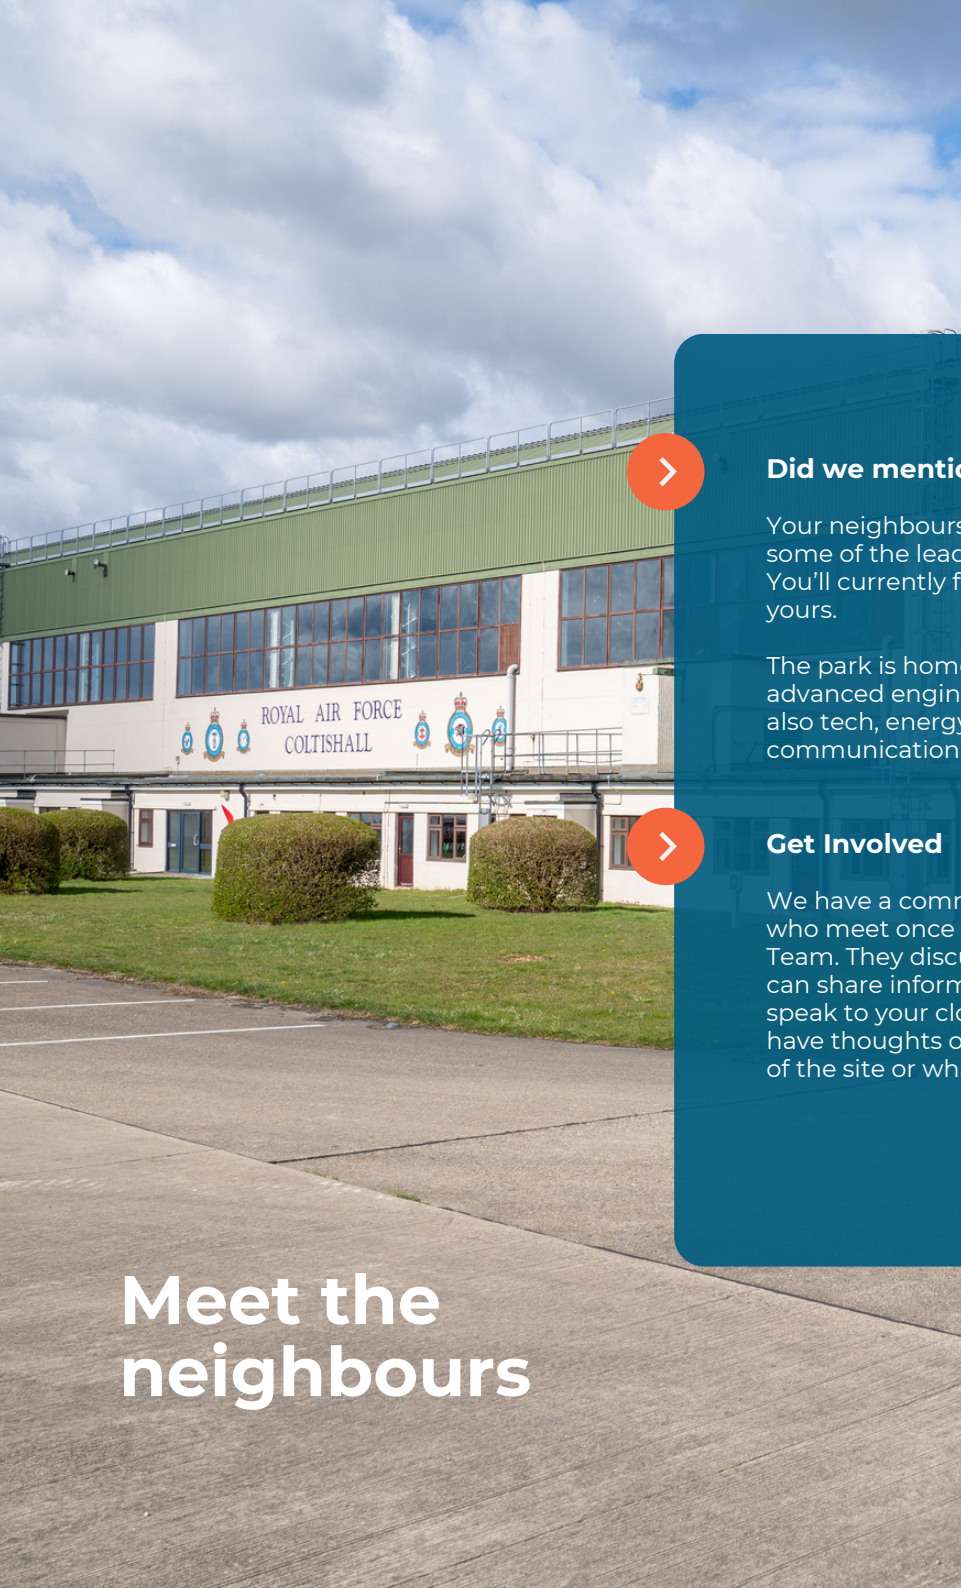 ROYAL AIR FORCE
COLTISHALL
Did we mentio
Your neighbours
some of the lead
You'll currently f
yours.
The park is home
advanced engin
also tech, energy
communication
Get Involved
We have a comm
who meet once
Team. They discu
can share inform
speak to your clo
have thoughts o
of the site or wh
Meet the
neighbours